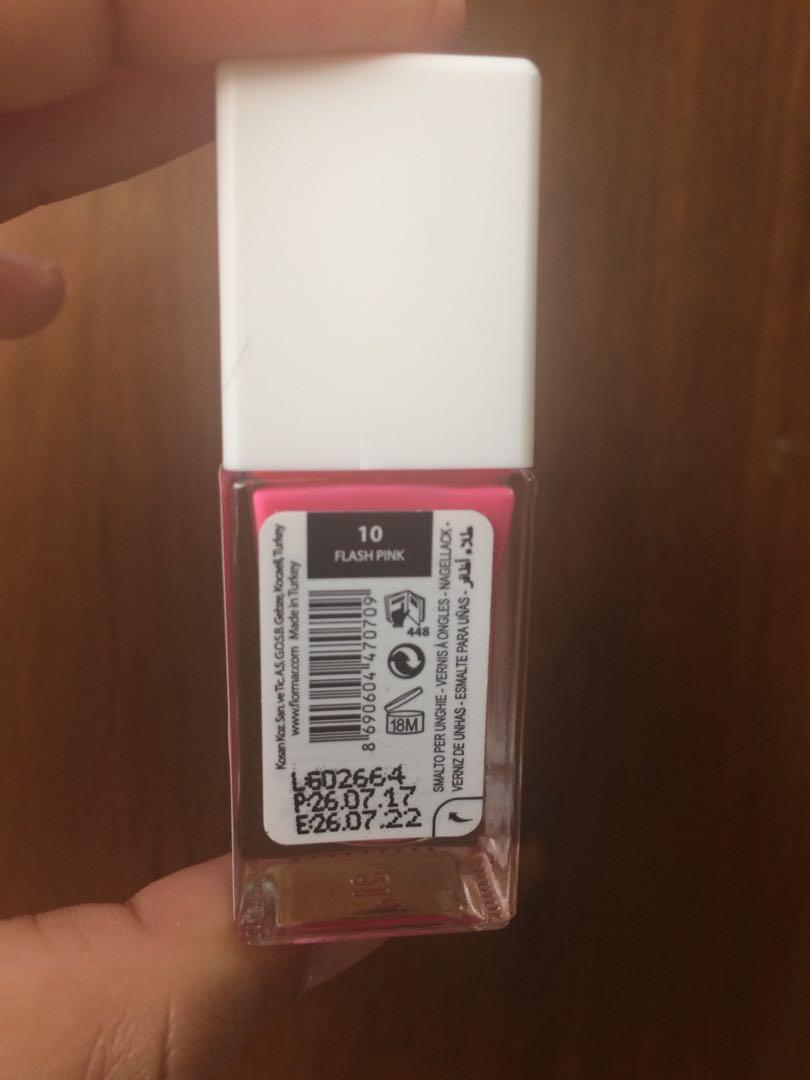 10
FLASH PINK
Kosan Koz. San. ve Tic. A.S. G.O.S.B. Gebze, Kocaeli, Turkey
www.flormar.com Made in Turkey
8 690604 470709
448
18M
SMALTO PER UNGHIE - VERNIS À ONGLES - NAGELLACK -
VERNIZ DE UNHAS - ESMALTE PARA UÑAS - طلاء أظافر
L:602664
P:26.07.17
E:26.07.22